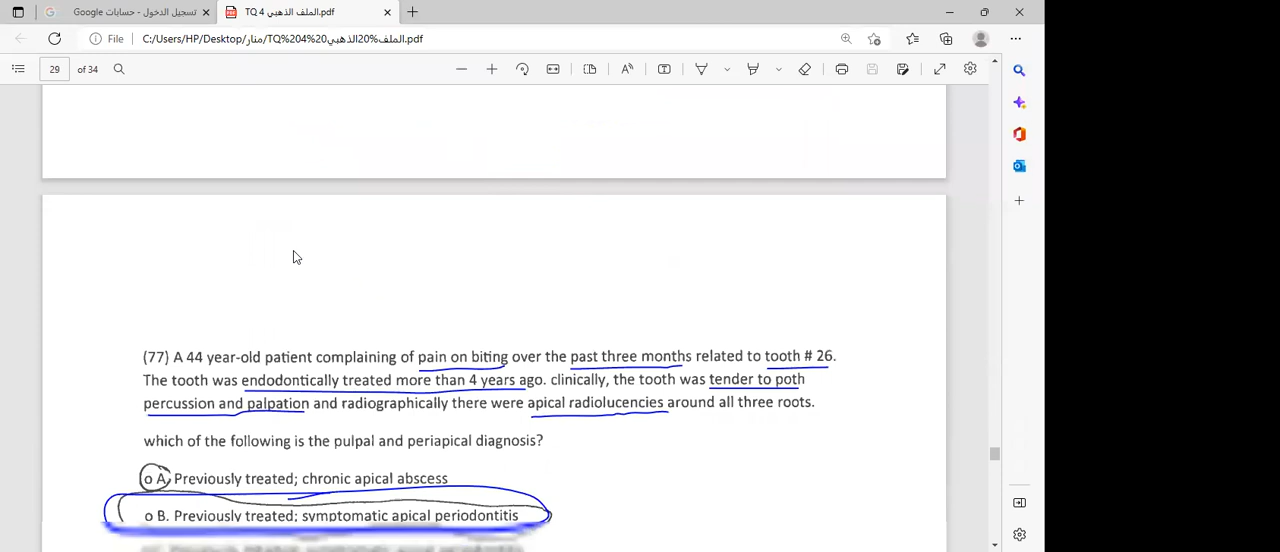 تسجيل الدخول - حسابات Google
TQ 4 الملف الذهبي.pdf
File
C:/Users/HP/Desktop/منار/TQ%204%20الملف%20الذهبي.pdf
29 of 34
(77) A 44 year-old patient complaining of pain on biting over the past three months related to tooth # 26.
The tooth was endodontically treated more than 4 years ago. clinically, the tooth was tender to poth
percussion and palpation and radiographically there were apical radiolucencies around all three roots.
which of the following is the pulpal and periapical diagnosis?
o A. Previously treated; chronic apical abscess
o B. Previously treated; symptomatic apical periodontitis